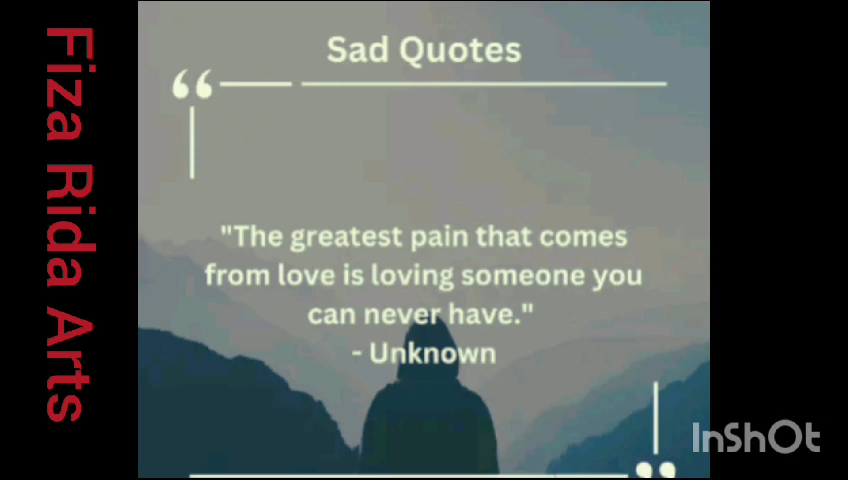 Fiza Rida Arts
Sad Quotes
"The greatest pain that comes
from love is loving someone you
can never have."
- Unknown
InShOt